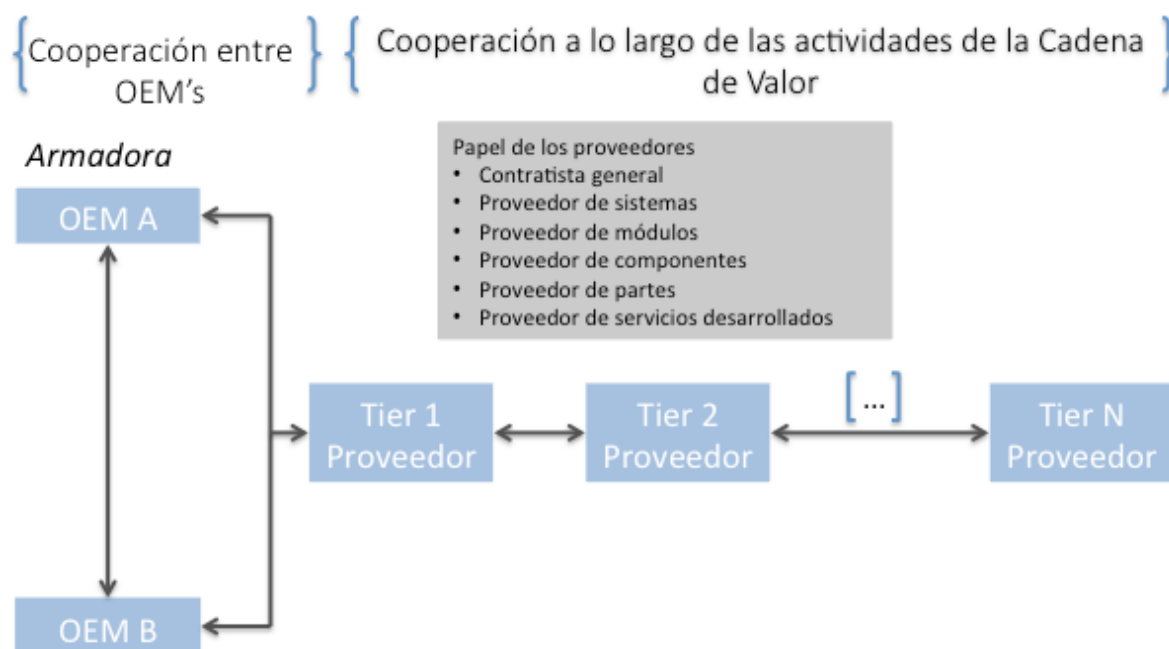 Cooperación entre
OEM's
Cooperación a lo largo de las actividades de la Cadena
de Valor
Armadora
Papel de los proveedores
• Contratista general
• Proveedor de sistemas
• Proveedor de módulos
• Proveedor de componentes
• Proveedor de partes
• Proveedor de servicios desarrollados
OEM A
Tier 1
Proveedor
Tier 2
Proveedor
[...]
Tier N
Proveedor
OEM B